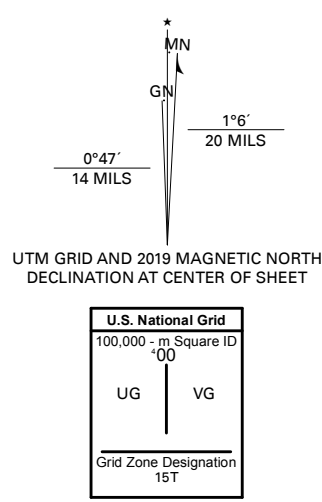 ★
MN
GN
1°6´
20 MILS
0°47´
14 MILS
UTM GRID AND 2019 MAGNETIC NORTH
DECLINATION AT CENTER OF SHEET
U.S. National Grid
100,000 - m Square ID
⁴00
UG VG
Grid Zone Designation
15T